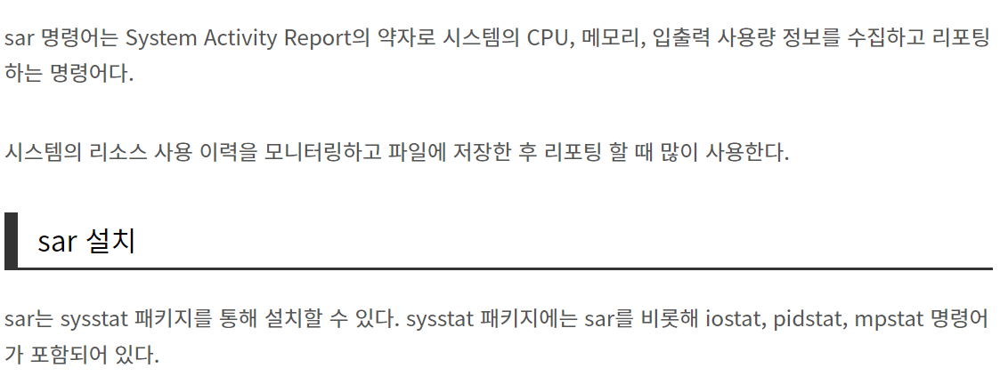 sar 명령어는 System Activity Report의 약자로 시스템의 CPU, 메모리, 입출력 사용량 정보를 수집하고 리포팅
하는 명령어다.
시스템의 리소스 사용 이력을 모니터링하고 파일에 저장한 후 리포팅 할 때 많이 사용한다.
sar 설치
sar는 sysstat 패키지를 통해 설치할 수 있다. sysstat 패키지에는 sar를 비롯해 iostat, pidstat, mpstat 명령어
가 포함되어 있다.